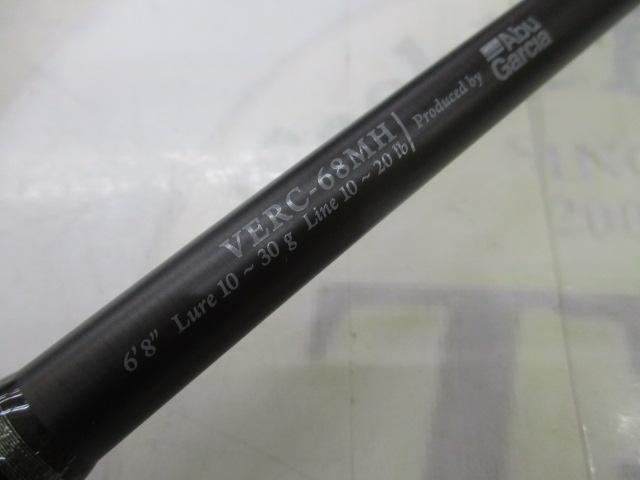 VERC-68MH
6'8" Lure 10 ~ 30 g Line 10 ~ 20 lb
Produced by
Abu
Garcia